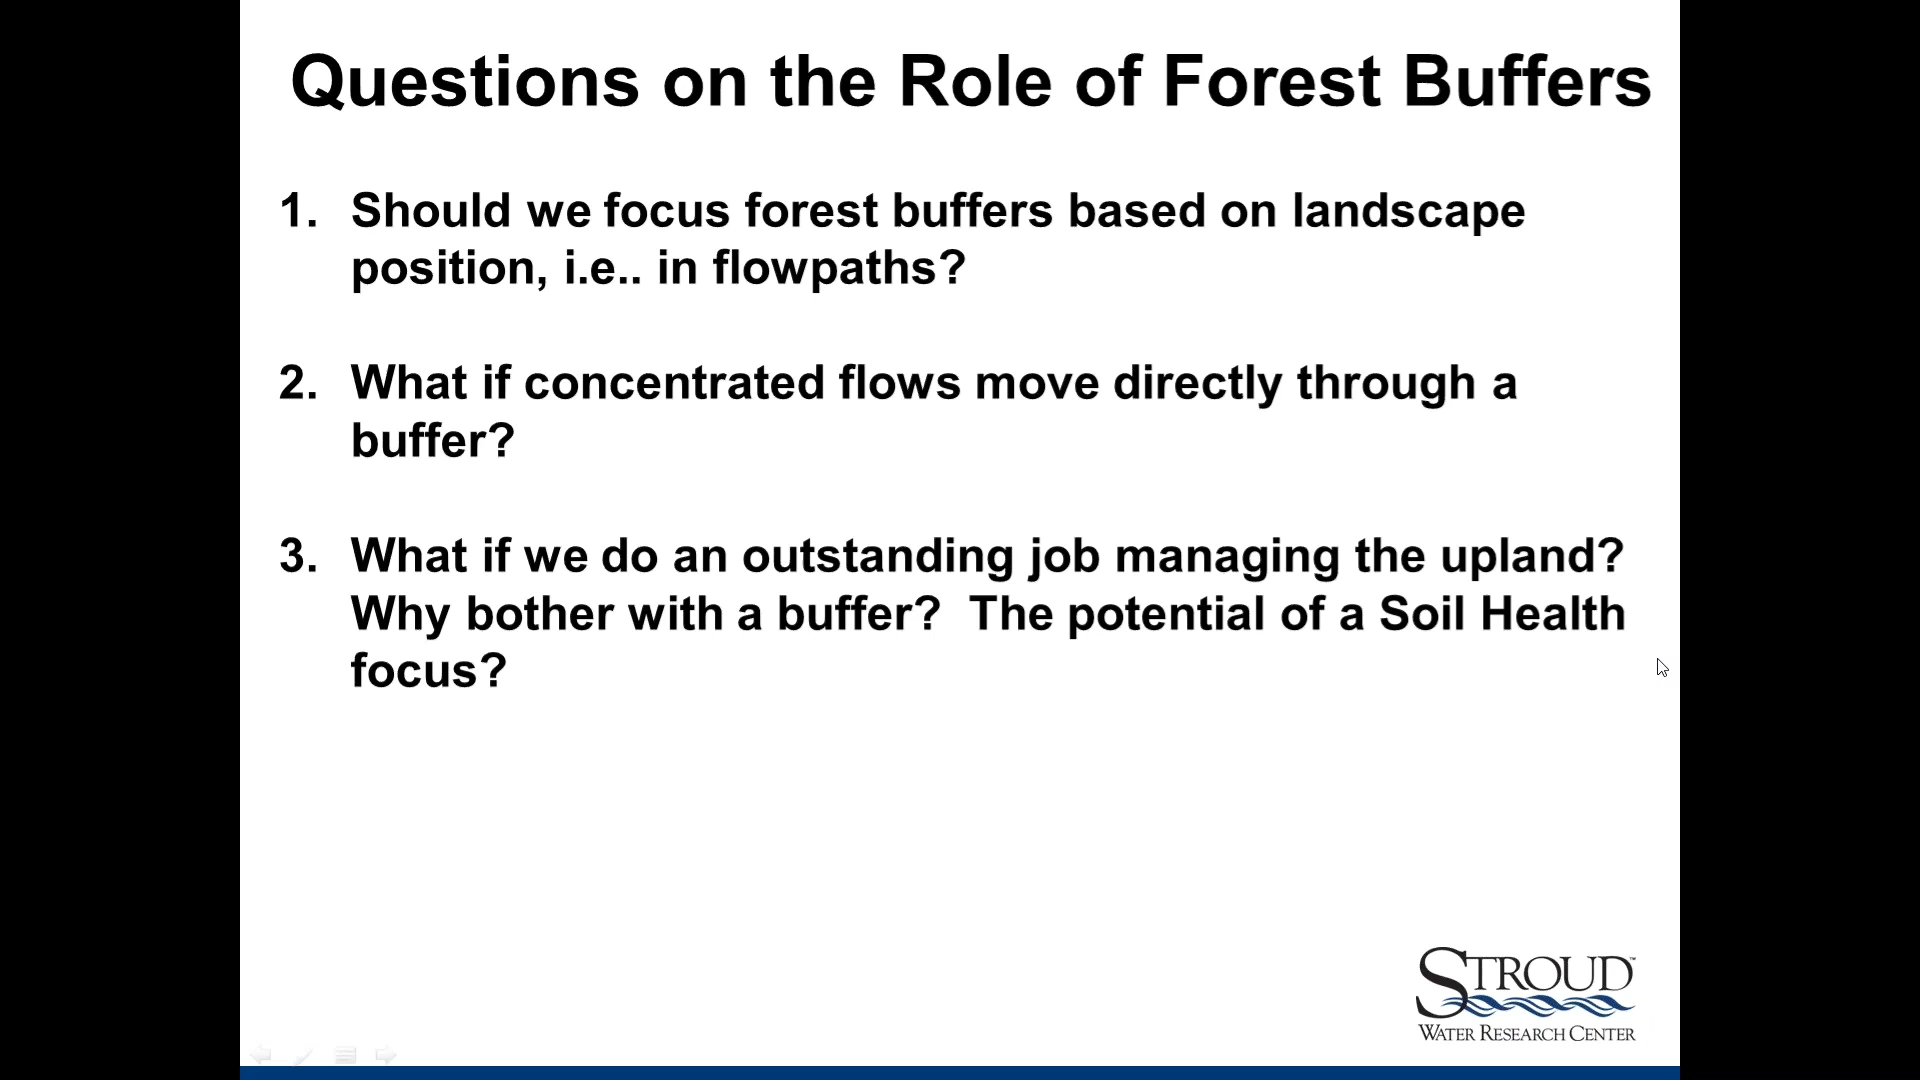 Questions on the Role of Forest Buffers
1. Should we focus forest buffers based on landscape
position, i.e.. in flowpaths?
2. What if concentrated flows move directly through a
buffer?
3. What if we do an outstanding job managing the upland?
Why bother with a buffer?  The potential of a Soil Health
focus?
STROUD™
WATER RESEARCH CENTER